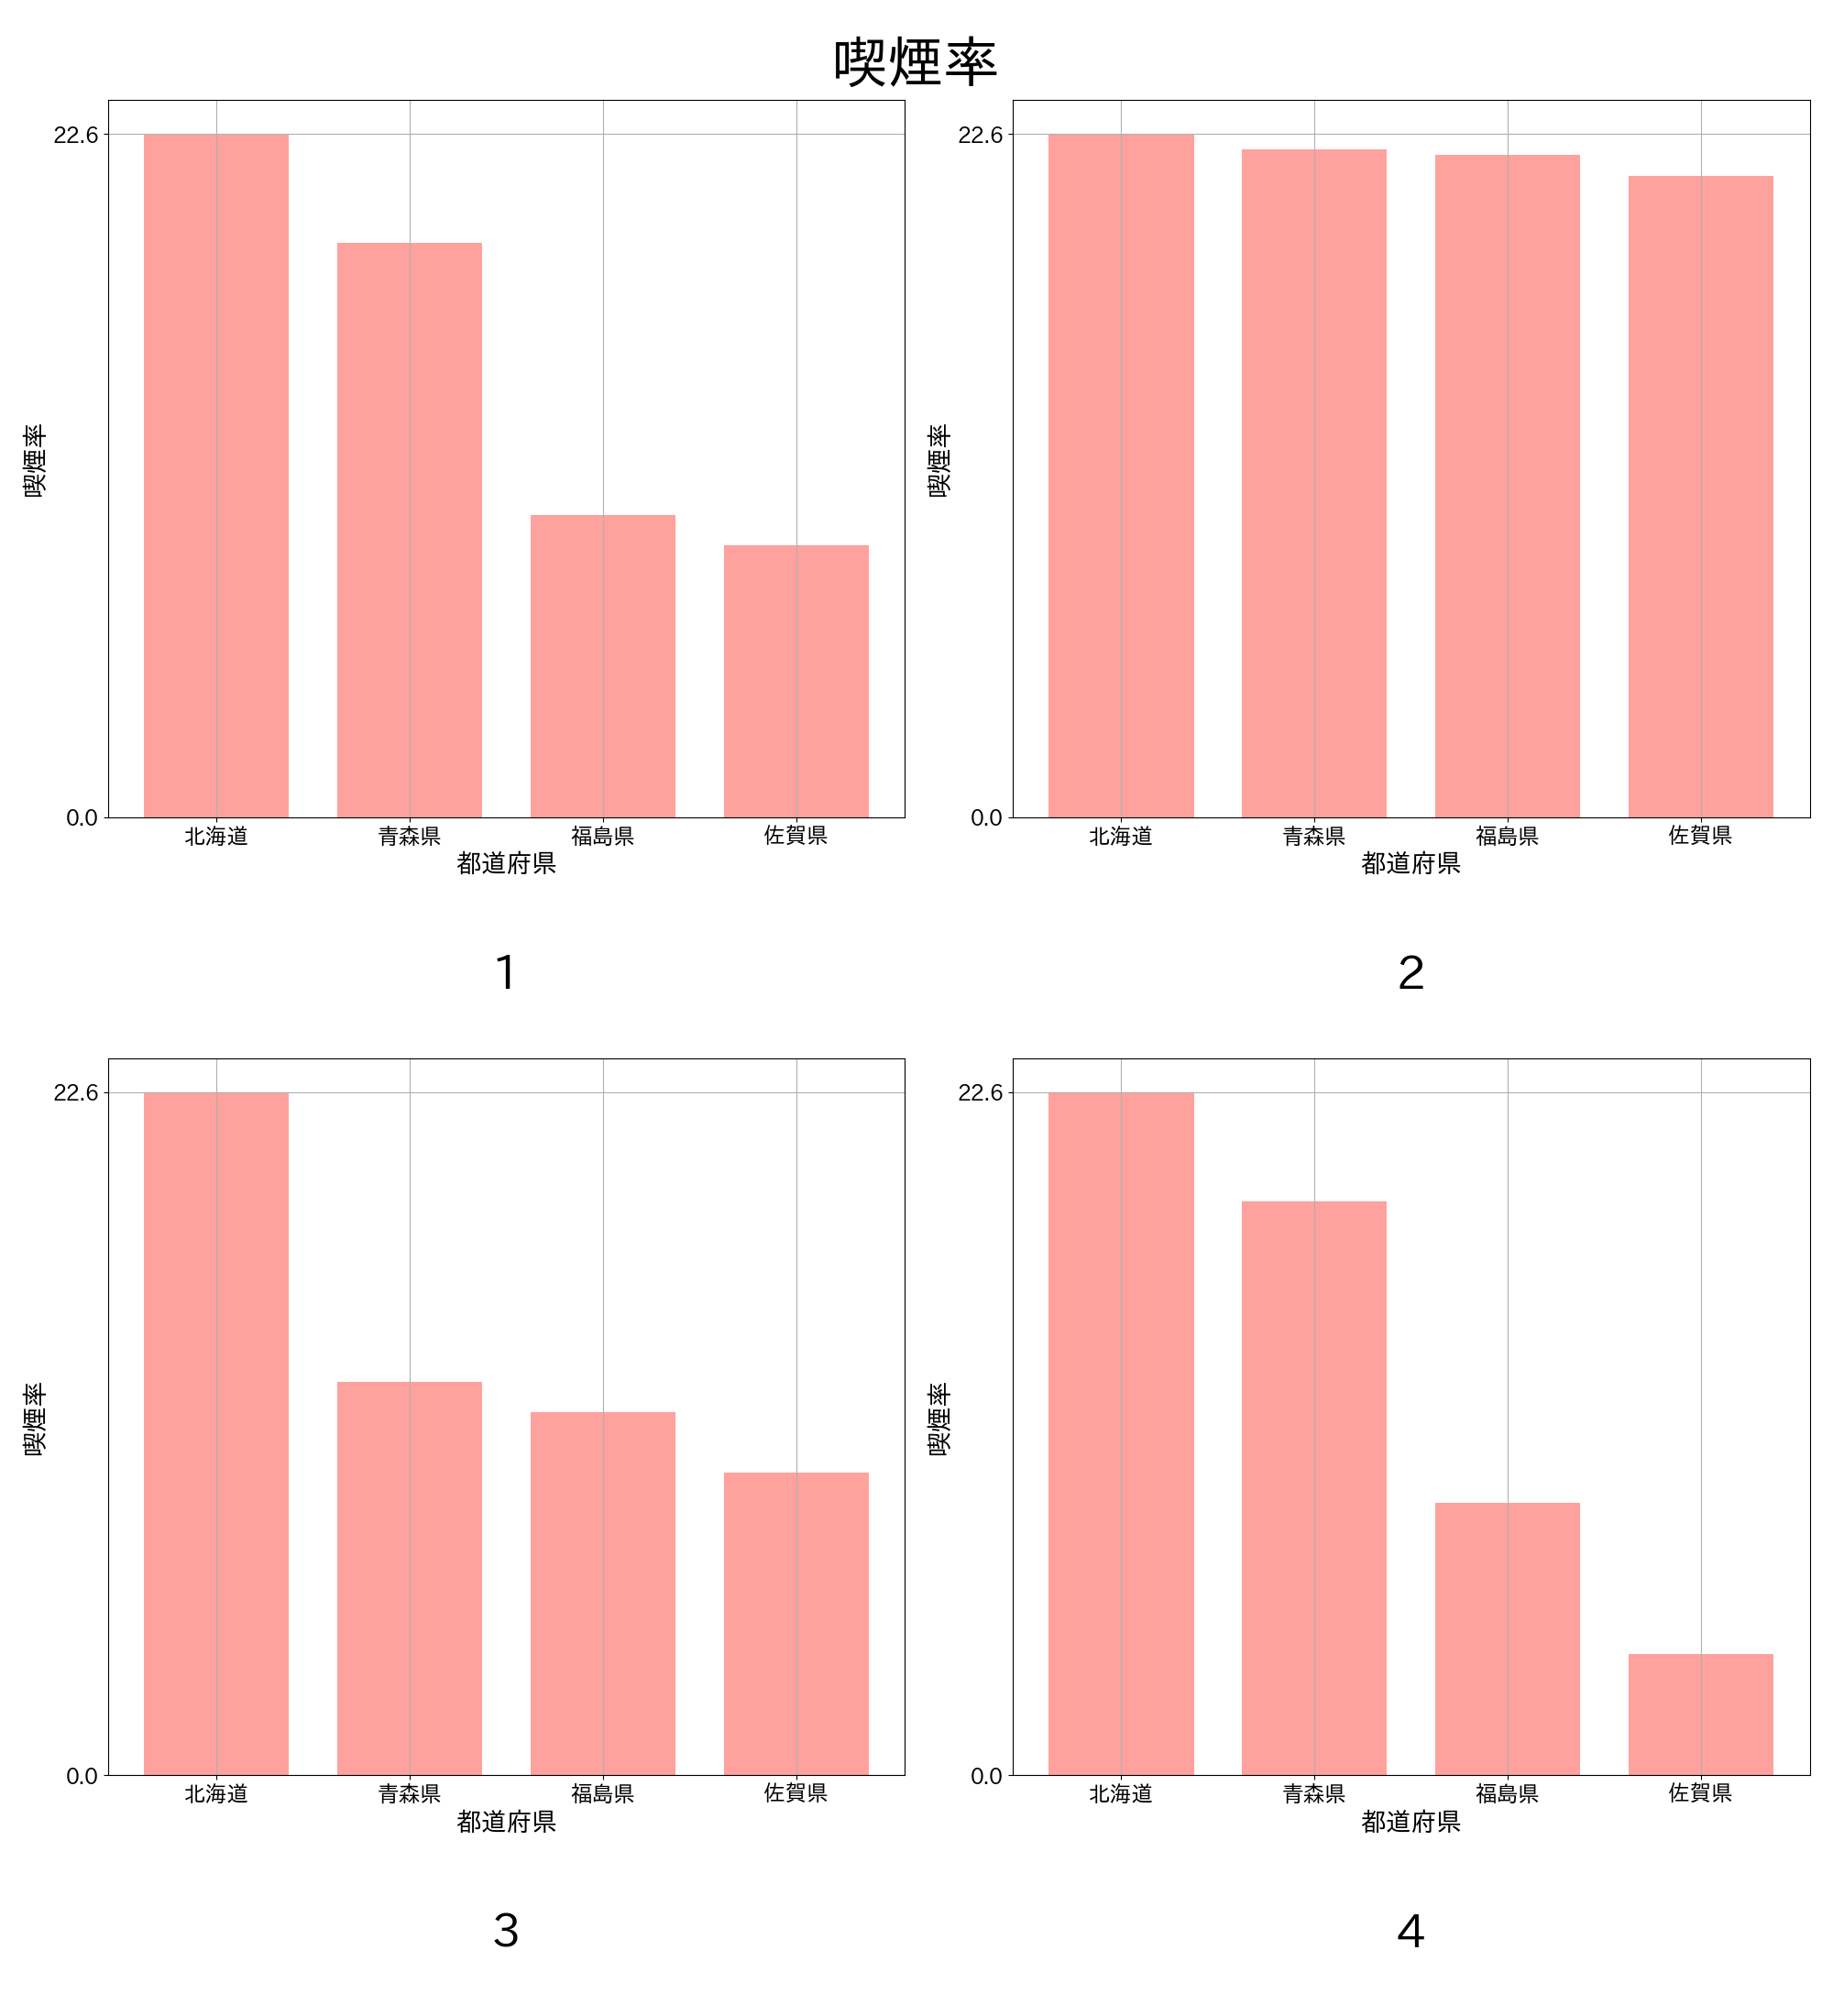 喫煙率
喫煙率
22.6
0.0
北海道 青森県 福島県 佐賀県
都道府県
1
喫煙率
22.6
0.0
北海道 青森県 福島県 佐賀県
都道府県
2
喫煙率
22.6
0.0
北海道 青森県 福島県 佐賀県
都道府県
3
喫煙率
22.6
0.0
北海道 青森県 福島県 佐賀県
都道府県
4